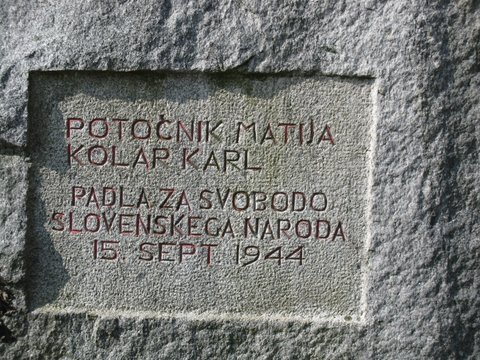 POTOČNIK MATIJA
KOLAR KARL
PADLA ZA SVOBODO
SLOVENSKEGA NARODA
15 SEPT 1944